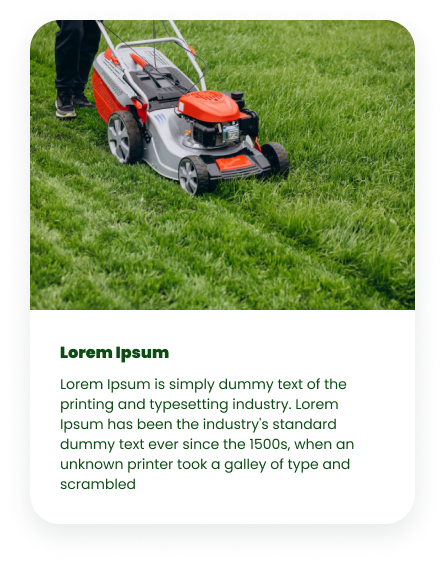 Lorem Ipsum
Lorem Ipsum is simply dummy text of the
printing and typesetting industry. Lorem
Ipsum has been the industry's standard
dummy text ever since the 1500s, when an
unknown printer took a galley of type and
scrambled